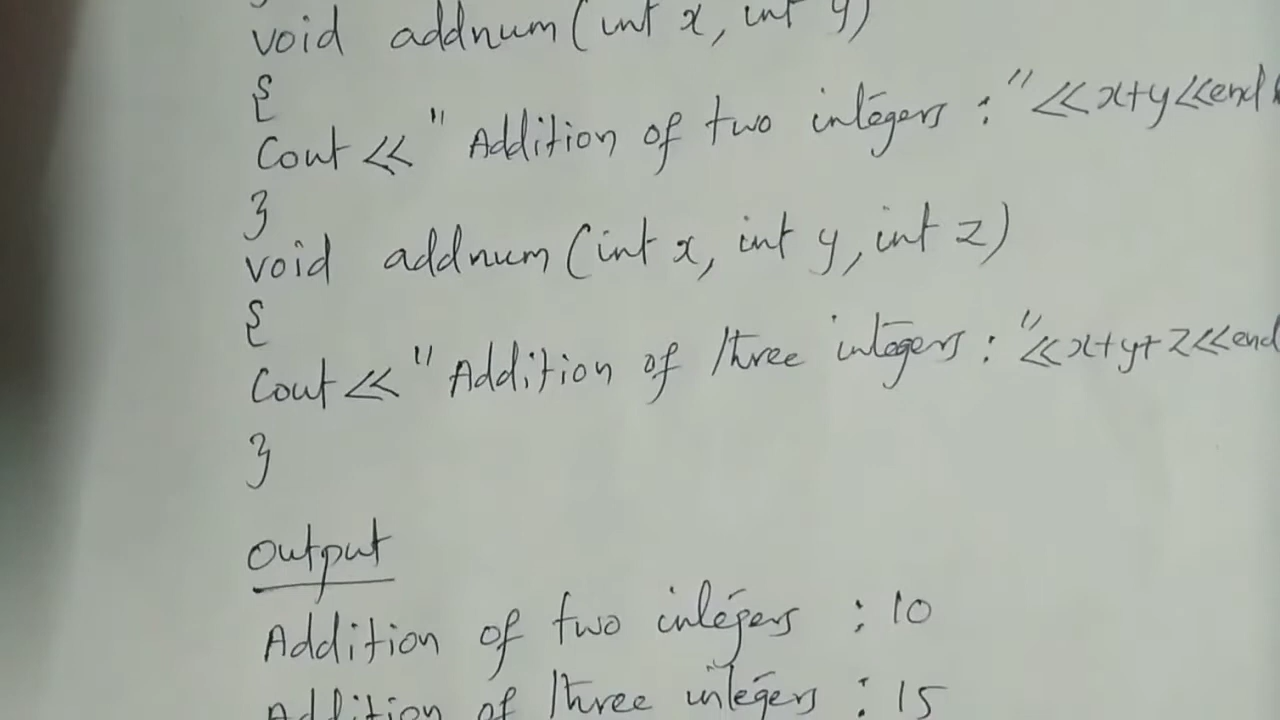 void addnum(int x, int y)
{
Cout << " Addition of two integers : " <<x+y<<endl
}
void addnum (int x, int y, int z)
{
Cout << " Addition of three integers : " <<x+y+z<<end
}
Output
Addition of two integers : 10
Addition of three integers : 15